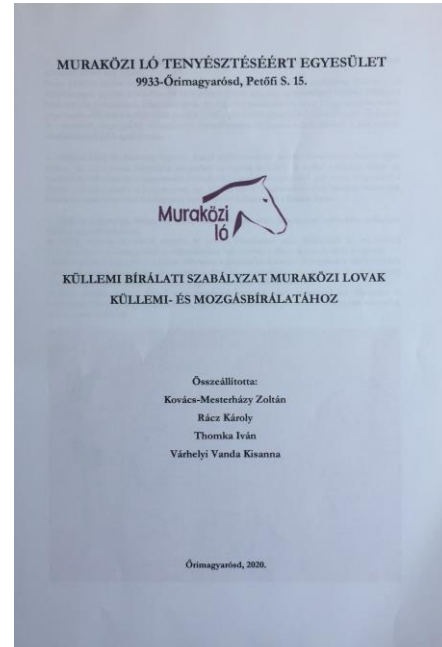 MURAKÖZI LÓ TENYÉSZTÉSÉÉRT EGYESÜLET
9933-Őrimagyarósd, Petőfi S. 15.
Muraközi
ló
KÜLLEMI BÍRÁLATI SZABÁLYZAT MURAKÖZI LOVAK
KÜLLEMI- ÉS MOZGÁSBÍRÁLATÁHOZ
Összeállította:
Kovács-Mesterházy Zoltán
Rácz Károly
Thomka Iván
Várhelyi Vanda Kisanna
Őrimagyarósd, 2020.